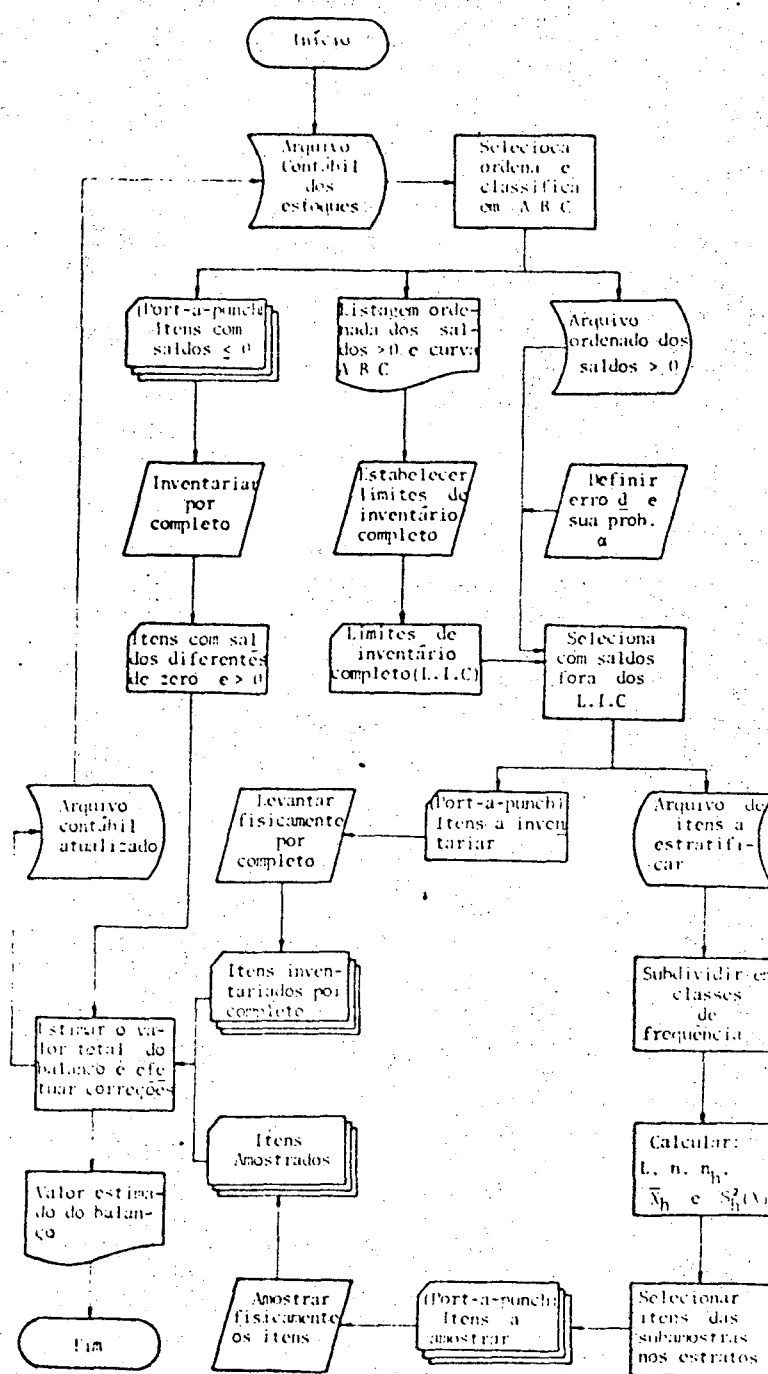 Início
Arquivo
Contábil
dos
estoques
Selecioca
ordena e
classifica
em A B C
(Port-a-punch)
Itens com
saldos ≤ 0
Listagem orde-
nada dos sal-
dos >0 e curva
A B C
Arquivo
ordenado dos
saldos > 0
Inventariar
por
completo
Estabelecer
limites de
inventário
completo
Definir
erro d e
sua prob.
α
Itens com sal
dos diferentes
de zero e > 0
Limites de
inventário
completo(L.I.C)
Seleciona
com saldos
fora dos
L.I.C
Arquivo
contábil
atualizado
Levantar
fisicamente
por
completo
(Port-a-punch)
Itens a inven
tariar
Arquivo de
itens a
estratifi-
car
Itens inven-
tariados por
completo
Subdividir em
classes
de
frequência
Estimar o va-
lor total do
balanço e efe
tuar correções
Itens
Amostrados
Calcular:
L, n, n_h,
X̄_h e S²_h(X)
Valor estima-
do do balan-
ço
Fim
Amostrar
fisicamente
os itens
(Port-a-punch)
Itens a
amostrar
Selecionar
itens das
subamostras
nos estratos